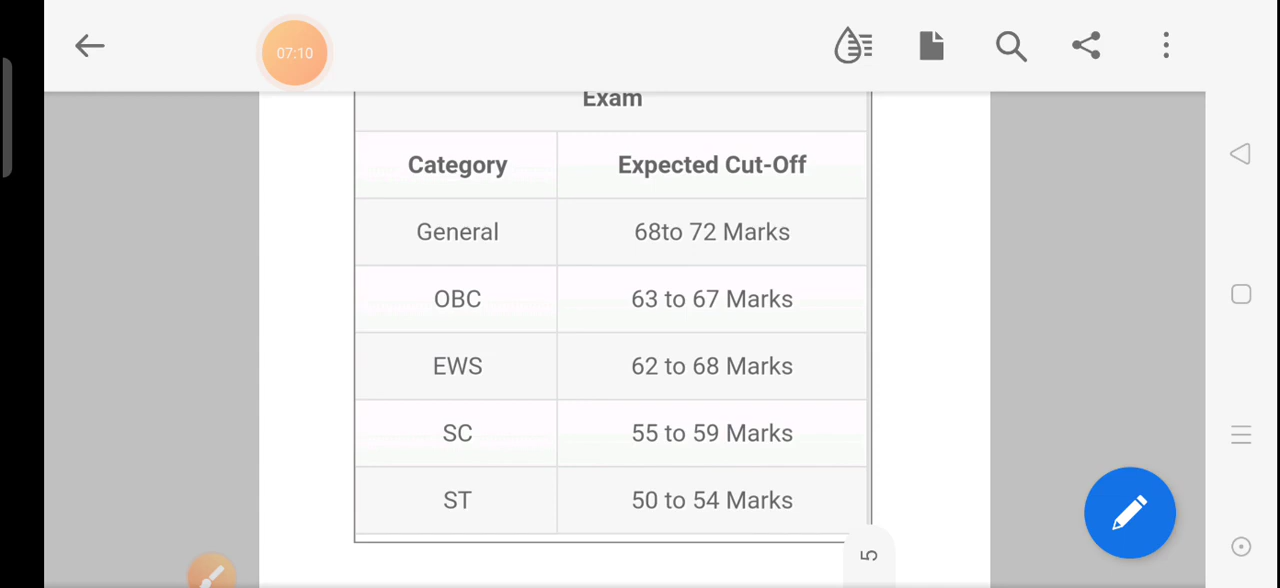 07:10
Exam
Category Expected Cut-Off
General 68to 72 Marks
OBC 63 to 67 Marks
EWS 62 to 68 Marks
SC 55 to 59 Marks
ST 50 to 54 Marks
5